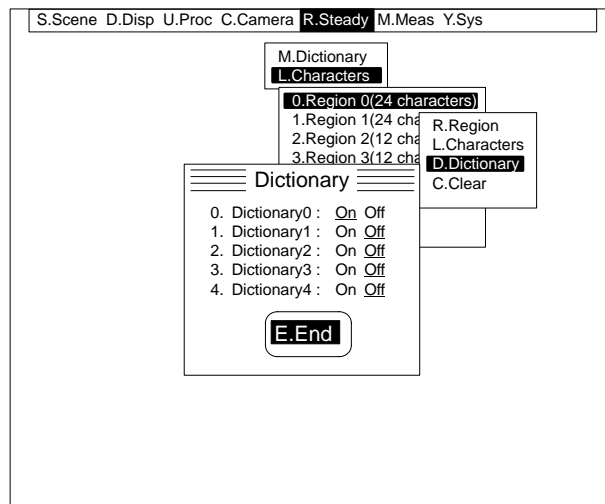 S.Scene D.Disp U.Proc C.Camera R.Steady M.Meas Y.Sys
M.Dictionary
L.Characters
0.Region 0(24 characters)
1.Region 1(24 cha
2.Region 2(12 cha
3.Region 3(12 cha
R.Region
L.Characters
D.Dictionary
C.Clear
Dictionary
0. Dictionary0 : On Off
1. Dictionary1 : On Off
2. Dictionary2 : On Off
3. Dictionary3 : On Off
4. Dictionary4 : On Off
E.End